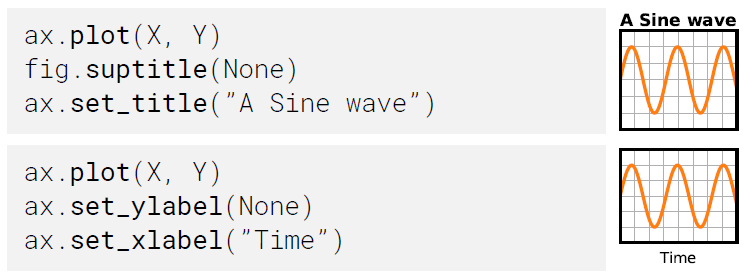 ax.plot(X, Y)
fig.suptitle(None)
ax.set_title("A Sine wave")
A Sine wave
ax.plot(X, Y)
ax.set_ylabel(None)
ax.set_xlabel("Time")
Time